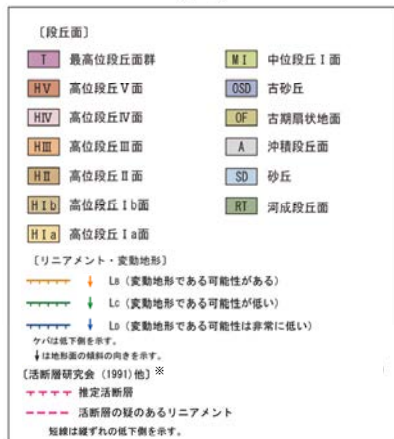 〔段丘面〕
T 最高位段丘面群
HⅤ 高位段丘Ⅴ面
HⅣ 高位段丘Ⅳ面
HⅢ 高位段丘Ⅲ面
HⅡ 高位段丘Ⅱ面
HⅠb 高位段丘Ⅰb面
HⅠa 高位段丘Ⅰa面
MⅠ 中位段丘Ⅰ面
OSD 古砂丘
OF 古期扇状地面
A 沖積段丘面
SD 砂丘
RT 河成段丘面
〔リニアメント・変動地形〕
LB (変動地形である可能性がある)
LC (変動地形である可能性が低い)
LD (変動地形である可能性は非常に低い)
ケバは低下側を示す。
↓は地形面の傾斜の向きを示す。
〔活断層研究会(1991)他〕※
推定活断層
活断層の疑のあるリニアメント
短線は縦ずれの低下側を示す。